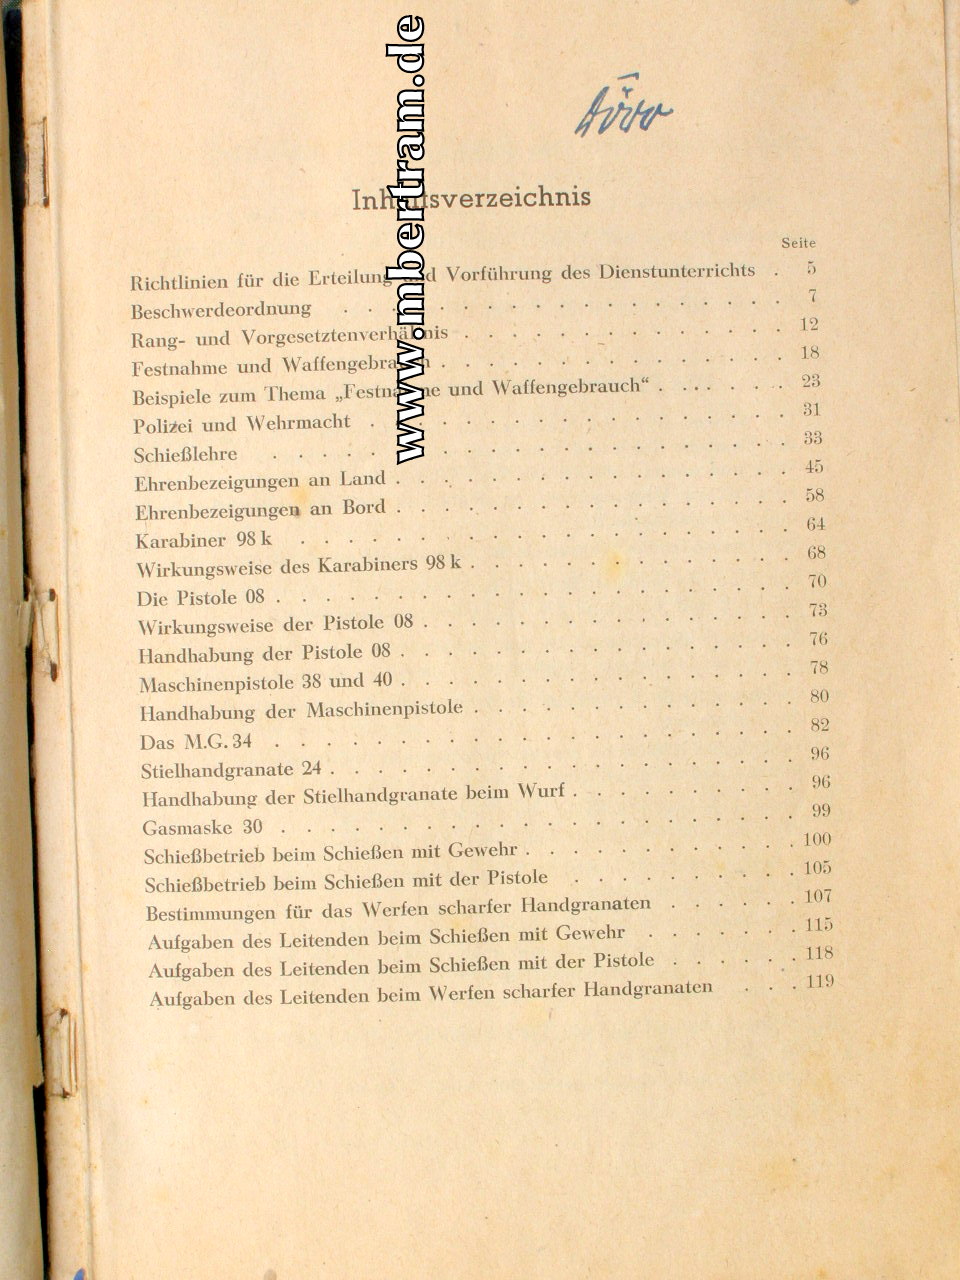 www.mbertram.de
Inhaltsverzeichnis
Seite
Richtlinien für die Erteilung und Vorführung des Dienstunterrichts . 5
Beschwerdeordnung . . . . . . . . . . . . . . . . . . 7
Rang- und Vorgesetztenverhältnis . . . . . . . . . . . . . 12
Festnahme und Waffengebrauch . . . . . . . . . . . . . . 18
Beispiele zum Thema „Festnahme und Waffengebrauch“ . . . . . . . 23
Polizei und Wehrmacht . . . . . . . . . . . . . . . . . 31
Schießlehre . . . . . . . . . . . . . . . . . . . . . 33
Ehrenbezeigungen an Land . . . . . . . . . . . . . . . . 45
Ehrenbezeigungen an Bord . . . . . . . . . . . . . . . . 58
Karabiner 98 k . . . . . . . . . . . . . . . . . . . . 64
Wirkungsweise des Karabiners 98 k . . . . . . . . . . . . . 68
Die Pistole 08 . . . . . . . . . . . . . . . . . . . . . 70
Wirkungsweise der Pistole 08 . . . . . . . . . . . . . . . 73
Handhabung der Pistole 08 . . . . . . . . . . . . . . . . 76
Maschinenpistole 38 und 40 . . . . . . . . . . . . . . . . 78
Handhabung der Maschinenpistole . . . . . . . . . . . . . 80
Das M.G. 34 . . . . . . . . . . . . . . . . . . . . . 82
Stielhandgranate 24 . . . . . . . . . . . . . . . . . . . 96
Handhabung der Stielhandgranate beim Wurf . . . . . . . . . 96
Gasmaske 30 . . . . . . . . . . . . . . . . . . . . . 99
Schießbetrieb beim Schießen mit Gewehr . . . . . . . . . . . . 100
Schießbetrieb beim Schießen mit der Pistole . . . . . . . . . . 105
Bestimmungen für das Werfen scharfer Handgranaten . . . . . . 107
Aufgaben des Leitenden beim Schießen mit Gewehr . . . . . . . 115
Aufgaben des Leitenden beim Schießen mit der Pistole . . . . . . 118
Aufgaben des Leitenden beim Werfen scharfer Handgranaten . . . 119